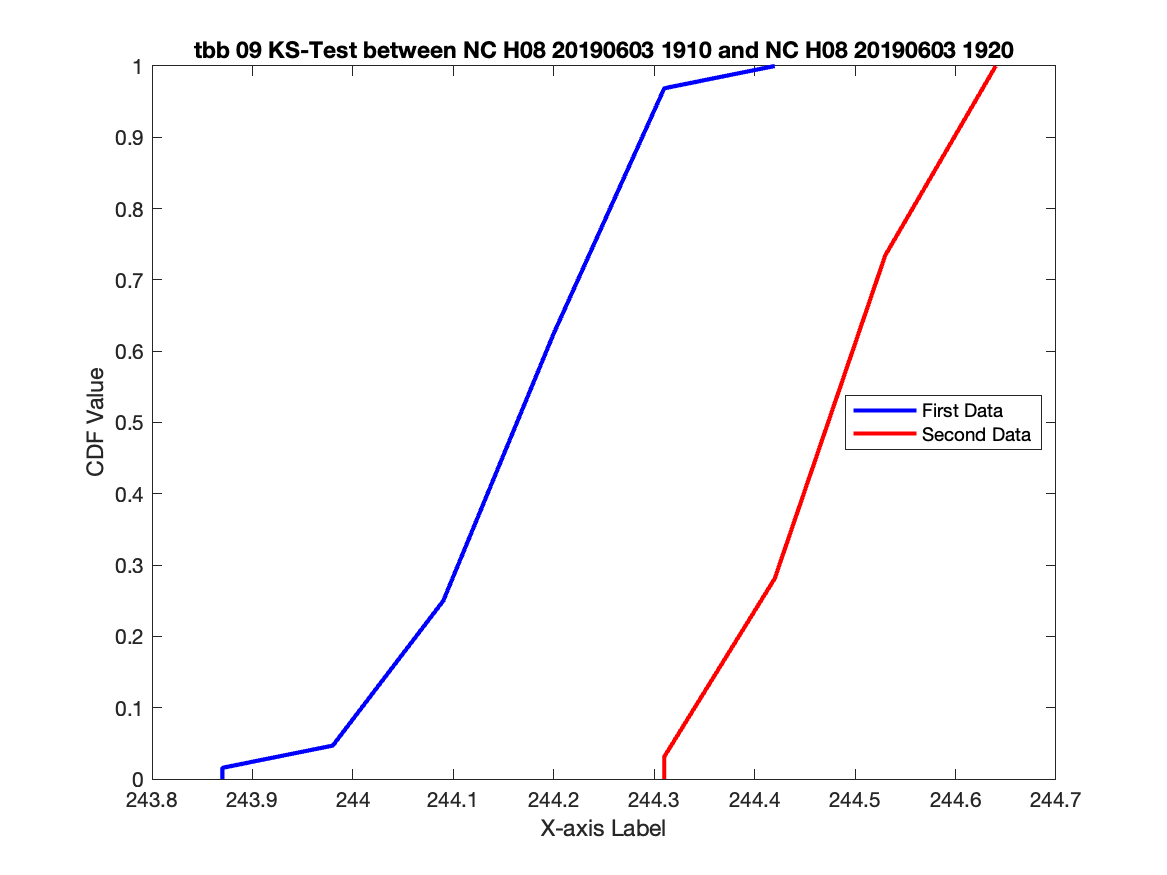 tbb 09 KS-Test between NC H08 20190603 1910 and NC H08 20190603 1920
1
0.9
0.8
0.7
0.6
0.5
0.4
0.3
0.2
0.1
0
CDF Value
First Data
Second Data
243.8 243.9 244 244.1 244.2 244.3 244.4 244.5 244.6 244.7
X-axis Label